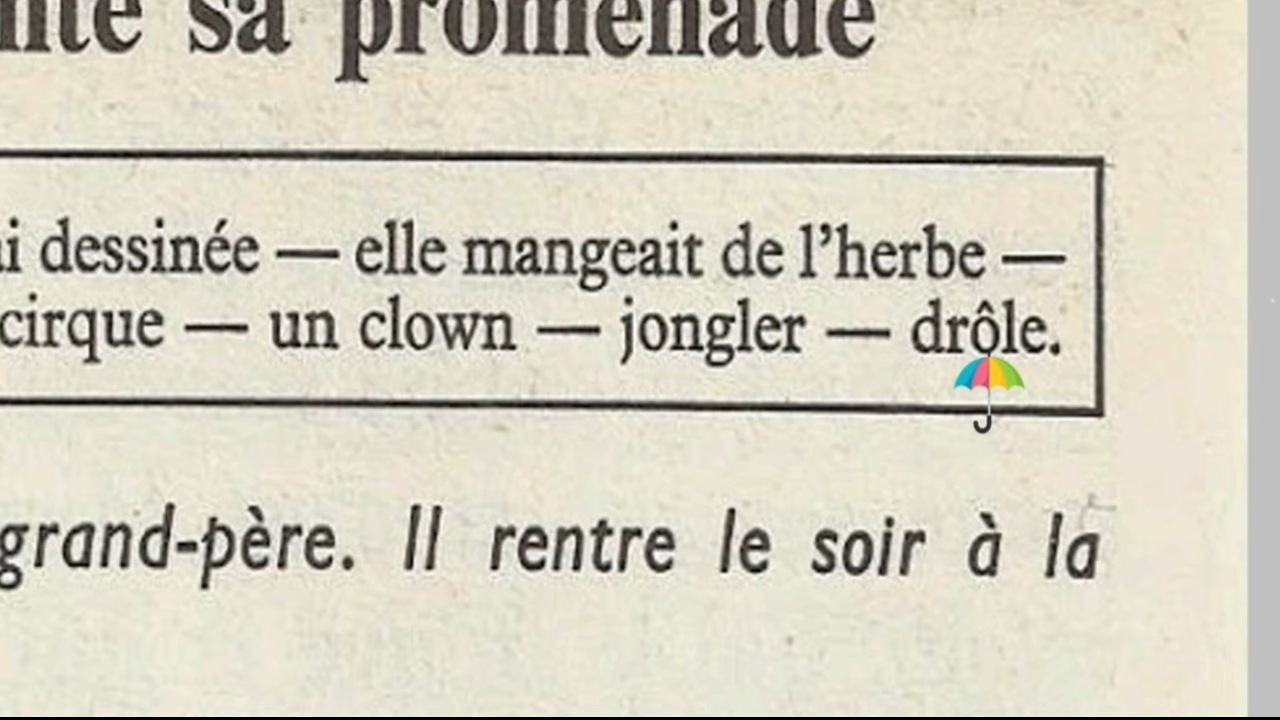 sa promenade
dessinée — elle mangeait de l'herbe —
cirque — un clown — jongler — drôle.
grand-père. Il rentre le soir à la